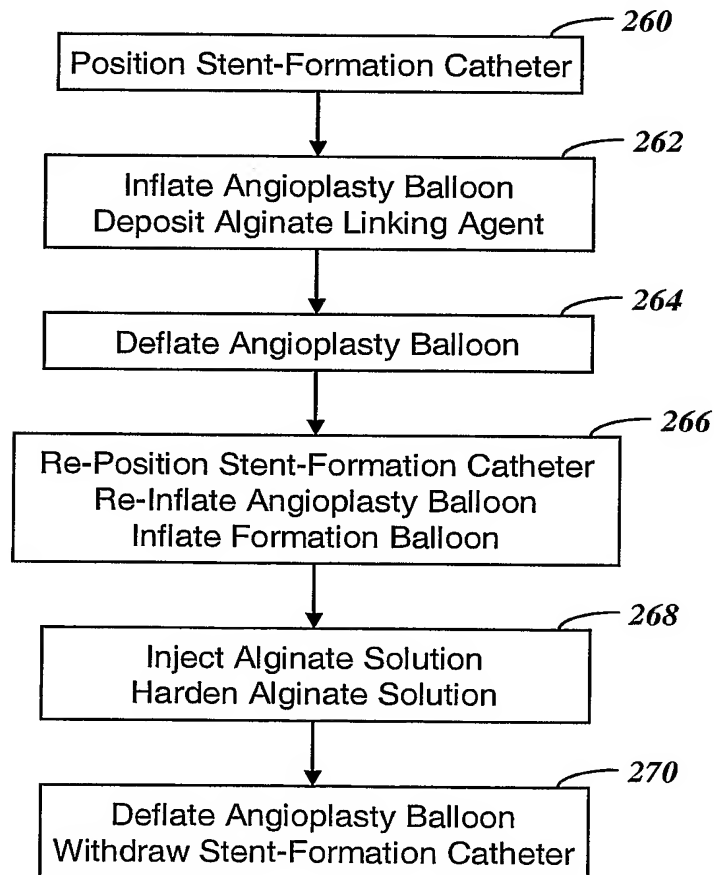 260
Position Stent-Formation Catheter
262
Inflate Angioplasty Balloon
Deposit Alginate Linking Agent
264
Deflate Angioplasty Balloon
266
Re-Position Stent-Formation Catheter
Re-Inflate Angioplasty Balloon
Inflate Formation Balloon
268
Inject Alginate Solution
Harden Alginate Solution
270
Deflate Angioplasty Balloon
Withdraw Stent-Formation Catheter